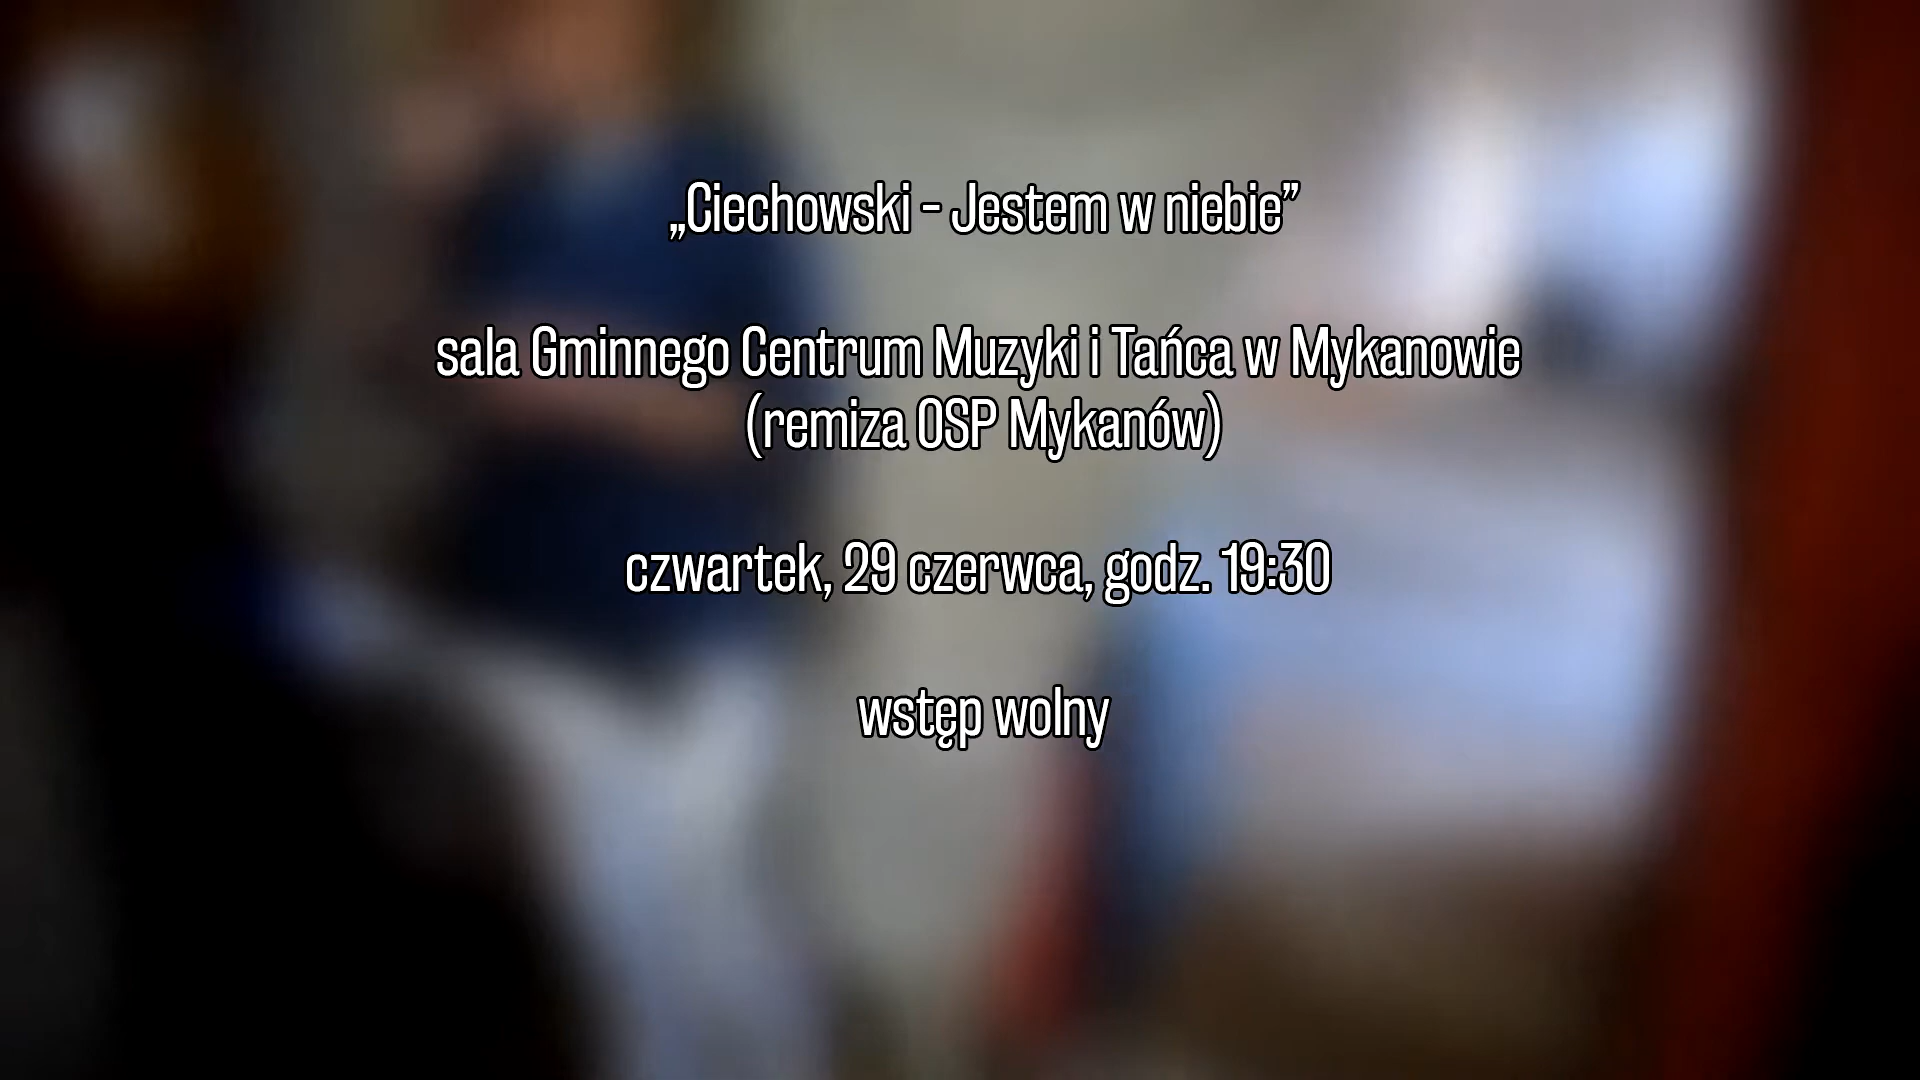 „Ciechowski - Jestem w niebie”
sala Gminnego Centrum Muzyki i Tańca w Mykanowie
(remiza OSP Mykanów)
czwartek, 29 czerwca, godz. 19:30
wstęp wolny